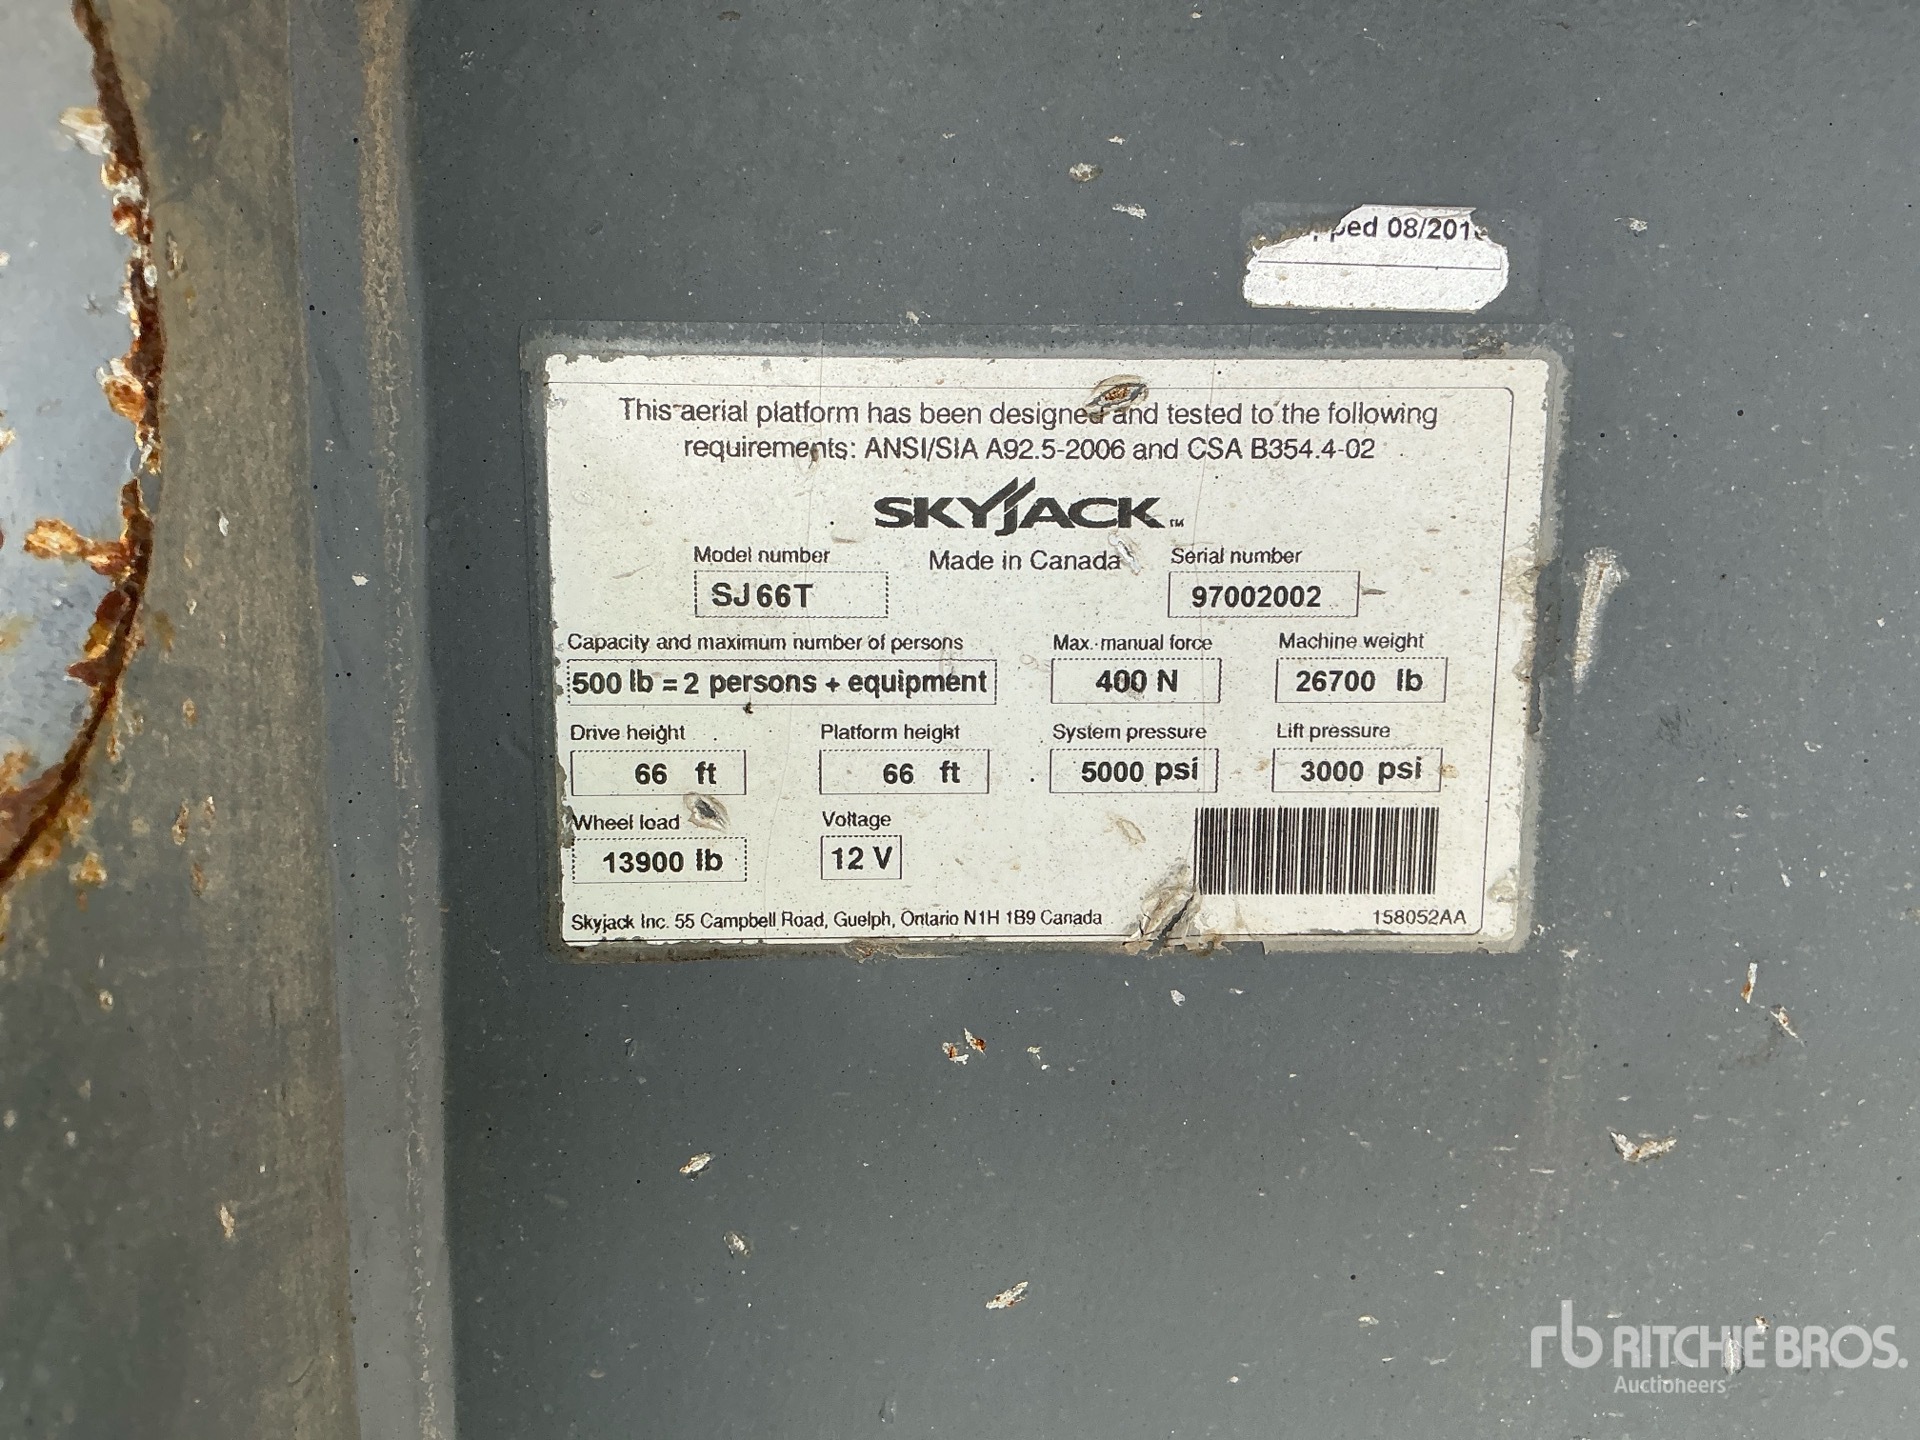 08/201
This aerial platform has been designed and tested to the following
requirements: ANSI/SIA A92.5-2006 and CSA B354.4-02
SKYJACK TM
Model number Made in Canada Serial number
SJ66T 97002002
Capacity and maximum number of persons Max. manual force Machine weight
500 lb = 2 persons + equipment 400 N 26700 lb
Drive height Platform height System pressure Lift pressure
66 ft 66 ft 5000 psi 3000 psi
Wheel load Voltage
13900 lb 12 V
Skyjack Inc. 55 Campbell Road, Guelph, Ontario N1H 1B9 Canada 158052AA
rb RITCHIE BROS.
Auctioneers